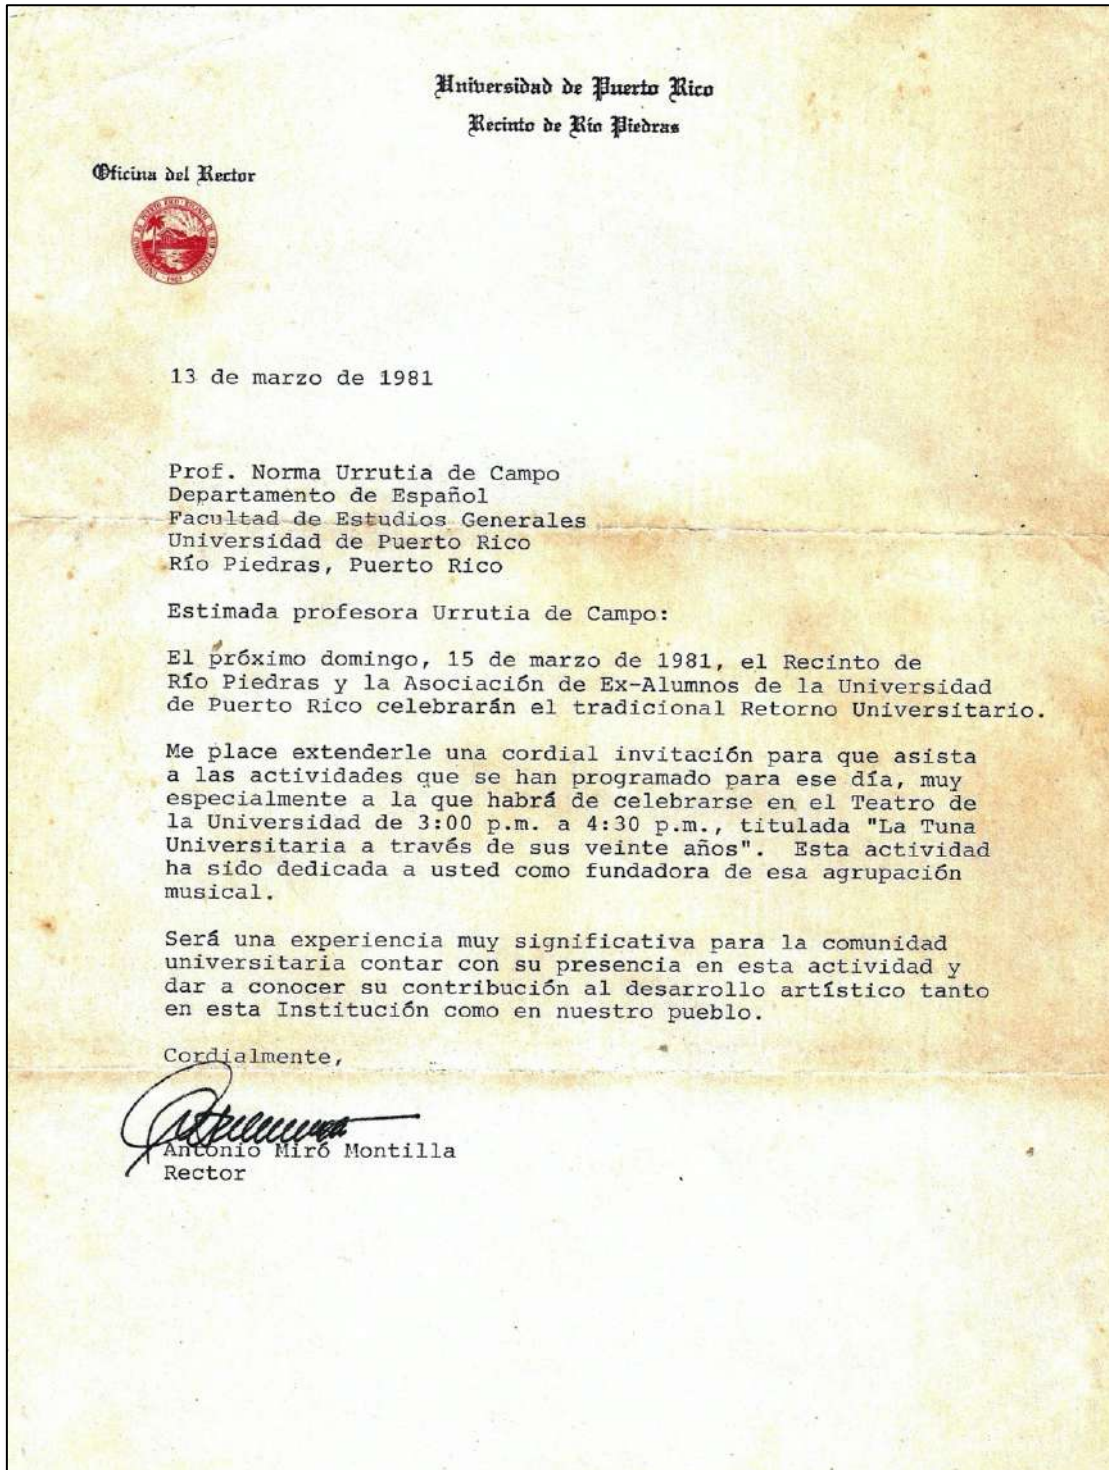 Universidad de Puerto Rico
Recinto de Río Piedras
Oficina del Rector
13 de marzo de 1981
Prof. Norma Urrutia de Campo
Departamento de Español
Facultad de Estudios Generales
Universidad de Puerto Rico
Río Piedras, Puerto Rico
Estimada profesora Urrutia de Campo:
El próximo domingo, 15 de marzo de 1981, el Recinto de
Río Piedras y la Asociación de Ex-Alumnos de la Universidad
de Puerto Rico celebrarán el tradicional Retorno Universitario.
Me place extenderle una cordial invitación para que asista
a las actividades que se han programado para ese día, muy
especialmente a la que habrá de celebrarse en el Teatro de
la Universidad de 3:00 p.m. a 4:30 p.m., titulada "La Tuna
Universitaria a través de sus veinte años". Esta actividad
ha sido dedicada a usted como fundadora de esa agrupación
musical.
Será una experiencia muy significativa para la comunidad
universitaria contar con su presencia en esta actividad y
dar a conocer su contribución al desarrollo artístico tanto
en esta Institución como en nuestro pueblo.
Cordialmente,
Antonio Miró Montilla
Rector